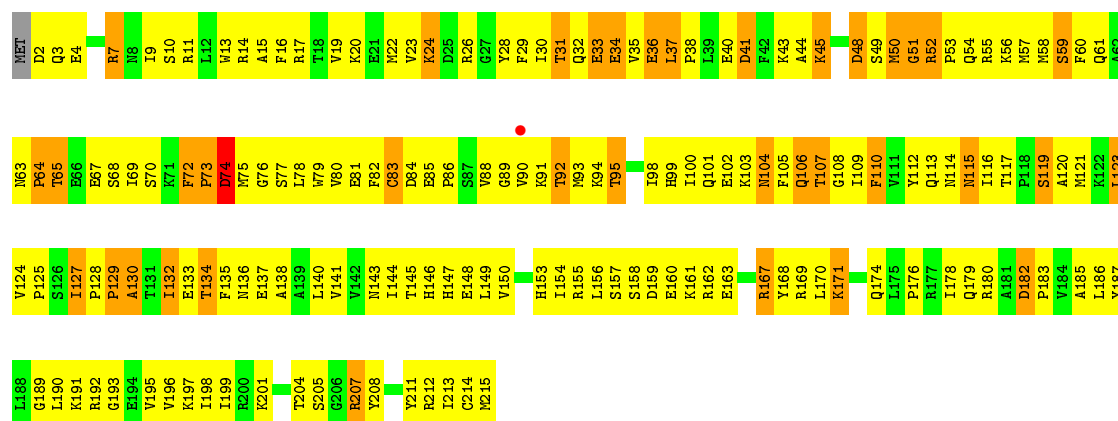 MET D2 Q3 E4 R7 N8 I9 S10 R11 L12 W13 R14 A15 F16 R17 T18 V19 K20 E21 M22 V23 K24 D25 R26 G27 Y28 F29 I30 T31 Q32 E33 E34 V35 E36 L37 P38 L39 E40 D41 F42 K43 A44 K45 D48 S49 M50 G51 R52 P53 Q54 R55 K56 M57 M58 S59 F60 Q61 A62
N63 P64 T65 E66 E67 S68 I69 S70 K71 F72 P73 D74 M75 G76 S77 L78 W79 V80 E81 F82 C83 D84 E85 P86 S87 V88 G89 V90 K91 T92 M93 K94 T95 I98 H99 I100 Q101 E102 K103 N104 F105 Q106 T107 G108 I109 F110 V111 Y112 Q113 N114 N115 I116 T117 P118 S119 A120 M121 K122 L123
V124 P125 S126 I127 P128 P129 A130 T131 I132 E133 T134 F135 N136 E137 A138 A139 L140 V141 V142 N143 I144 T145 H146 H147 E148 L149 V150 H153 I154 R155 L156 S157 S158 D159 E160 K161 R162 E163 R167 Y168 R169 L170 K171 Q174 L175 P176 R177 I178 Q179 R180 A181 D182 P183 V184 A185 L186 Y187
L188 G189 L190 K191 R192 G193 E194 V195 V196 K197 I198 I199 R200 K201 T204 S205 G206 R207 Y208 Y211 R212 I213 C214 M215